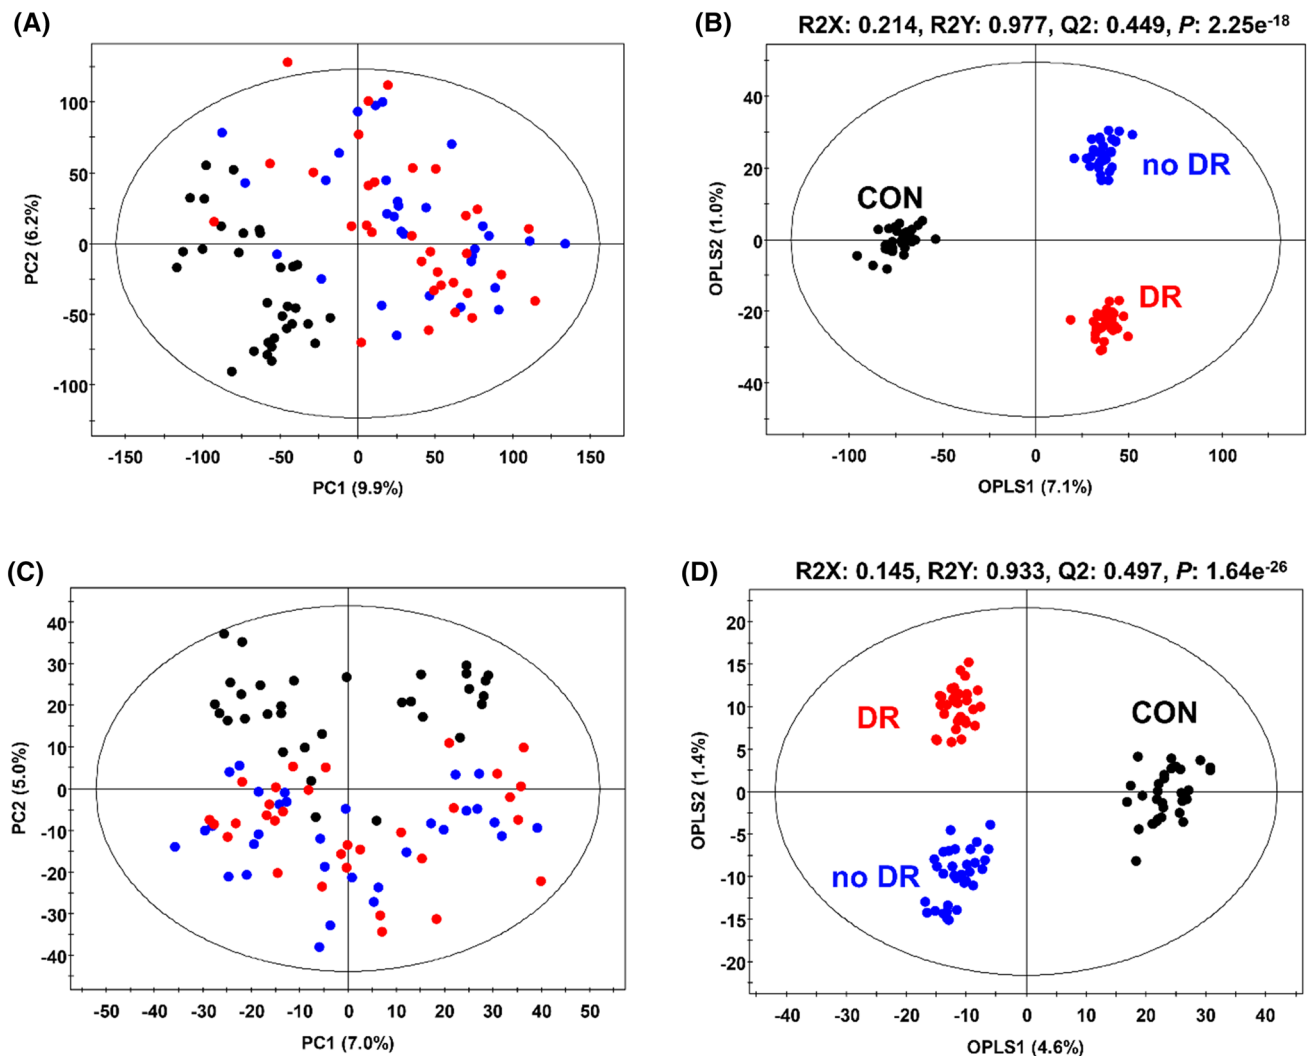 (A)
100
50
0
-50
-100
PC2 (6.2%)
-150 -100 -50 0 50 100 150
PC1 (9.9%)
(B)
R2X: 0.214, R2Y: 0.977, Q2: 0.449, P: 2.25e-18
40
20
0
-20
-40
OPLS2 (1.0%)
CON
no DR
DR
-100 -50 0 50 100
OPLS1 (7.1%)
(C)
40
30
20
10
0
-10
-20
-30
-40
PC2 (5.0%)
-50 -40 -30 -20 -10 0 10 20 30 40 50
PC1 (7.0%)
(D)
R2X: 0.145, R2Y: 0.933, Q2: 0.497, P: 1.64e-26
20
15
10
5
0
-5
-10
-15
-20
OPLS2 (1.4%)
DR
CON
no DR
-40 -30 -20 -10 0 10 20 30 40
OPLS1 (4.6%)